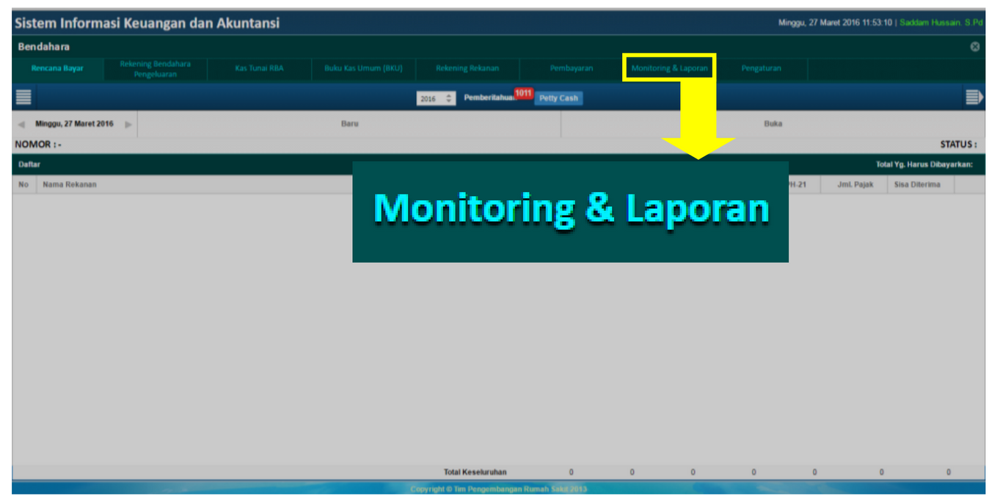 Sistem Informasi Keuangan dan Akuntansi
Minggu, 27 Maret 2016 11:53:10 | Saddam Hussain. S.Pd
Bendahara
Rencana Bayar
Rekening Bendahara
Pengeluaran
Kas Tunai RBA
Buku Kas Umum (BKU)
Rekening Rekanan
Pembayaran
Monitoring & Laporan
Pengaturan
2016
Pemberitahua
1011
Petty Cash
Minggu, 27 Maret 2016
Baru
Buka
NOMOR : -
STATUS :
Daftar
Total Yg. Harus Dibayarkan:
No
Nama Rekanan
PH-21
Jml. Pajak
Sisa Diterima
Monitoring & Laporan
Total Keseluruhan
0 0 0 0 0 0 0
Copyright © Tim Pengembangan Rumah Sakit 2013